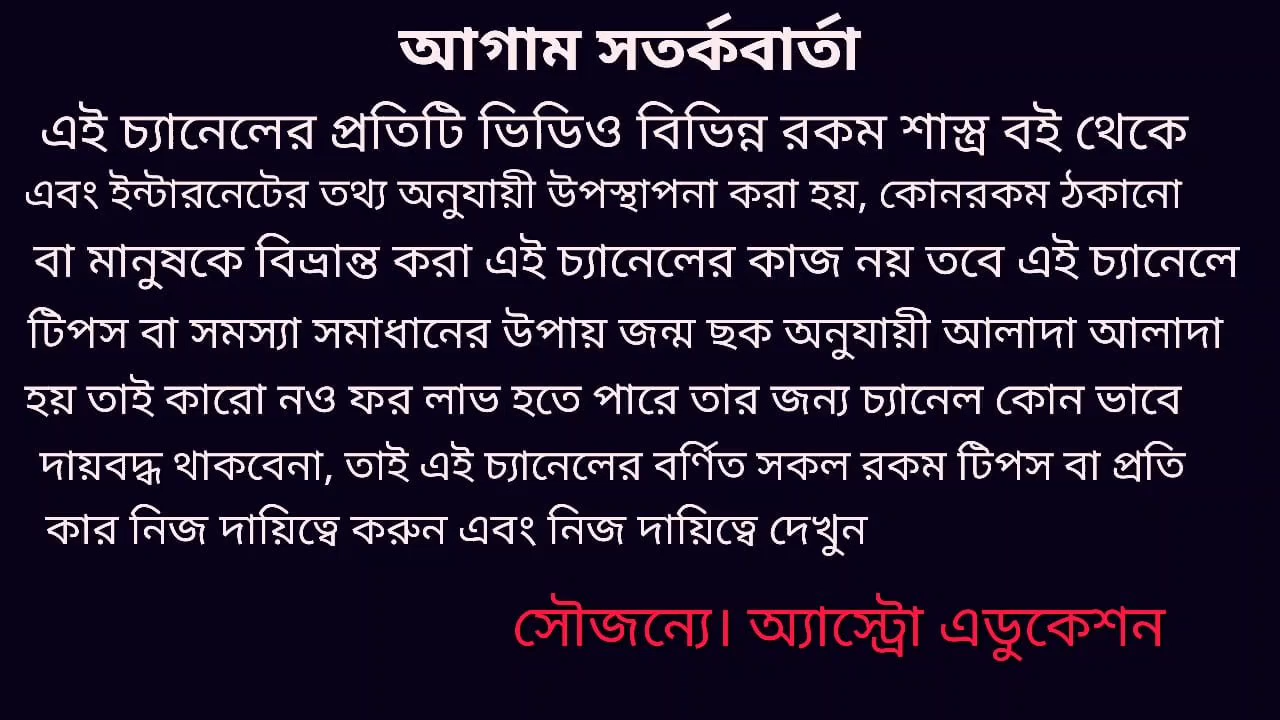 আগাম সতর্কবার্তা
এই চ্যানেলের প্রতিটি ভিডিও বিভিন্ন রকম শাস্ত্র বই থেকে
এবং ইন্টারনেটের তথ্য অনুযায়ী উপস্থাপনা করা হয়, কোনরকম ঠকানো
বা মানুষকে বিভ্রান্ত করা এই চ্যানেলের কাজ নয় তবে এই চ্যানেলে
টিপস বা সমস্যা সমাধানের উপায় জন্ম ছক অনুযায়ী আলাদা আলাদা
হয় তাই কারো নও ফর লাভ হতে পারে তার জন্য চ্যানেল কোন ভাবে
দায়বদ্ধ থাকবেনা, তাই এই চ্যানেলের বর্ণিত সকল রকম টিপস বা প্রতি
কার নিজ দায়িত্বে করুন এবং নিজ দায়িত্বে দেখুন
সৌজন্যে। অ্যাস্ট্রো এডুকেশন